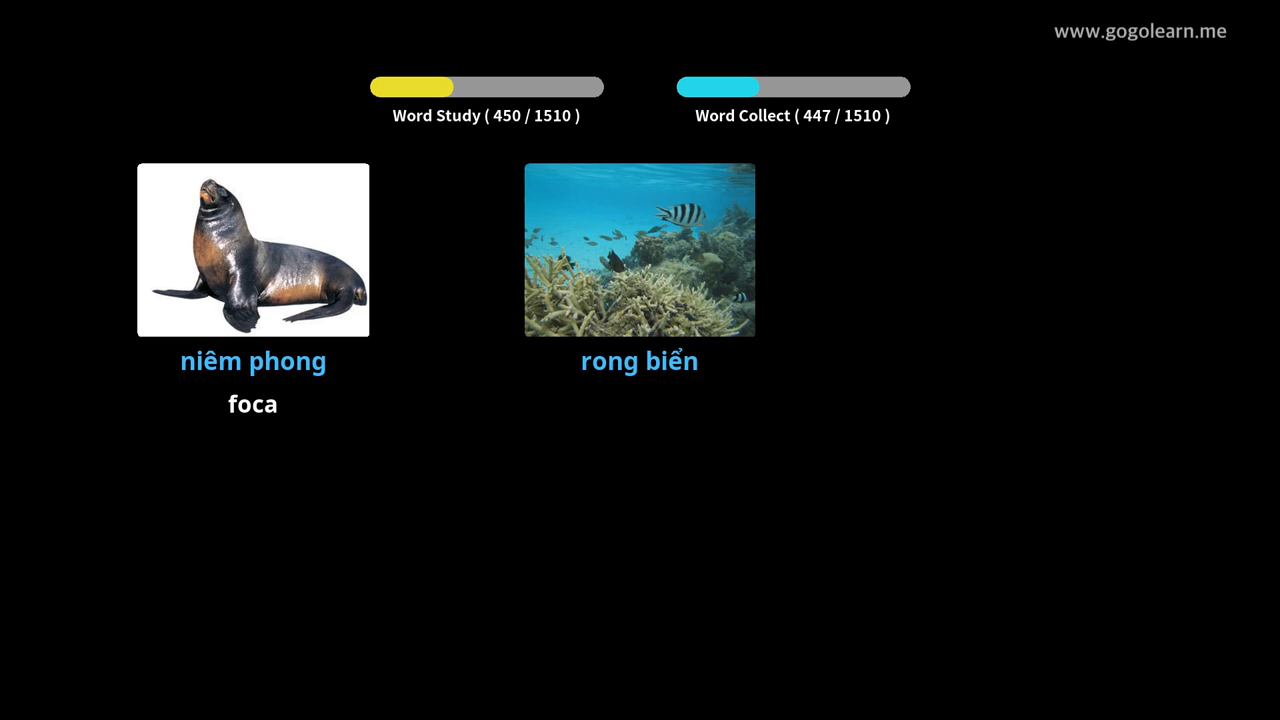 www.gogolearn.me
Word Study ( 450 / 1510 )
Word Collect ( 447 / 1510 )
niêm phong
rong biển
foca